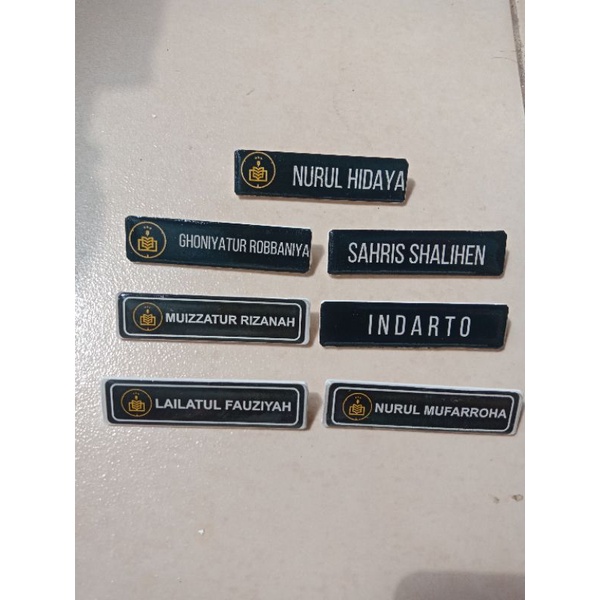 NURUL HIDAYA
GHONIYATUR ROBBANIYA
SAHRIS SHALIHEN
MUIZZATUR RIZANAH
INDARTO
LAILATUL FAUZIYAH
NURUL MUFARROHA